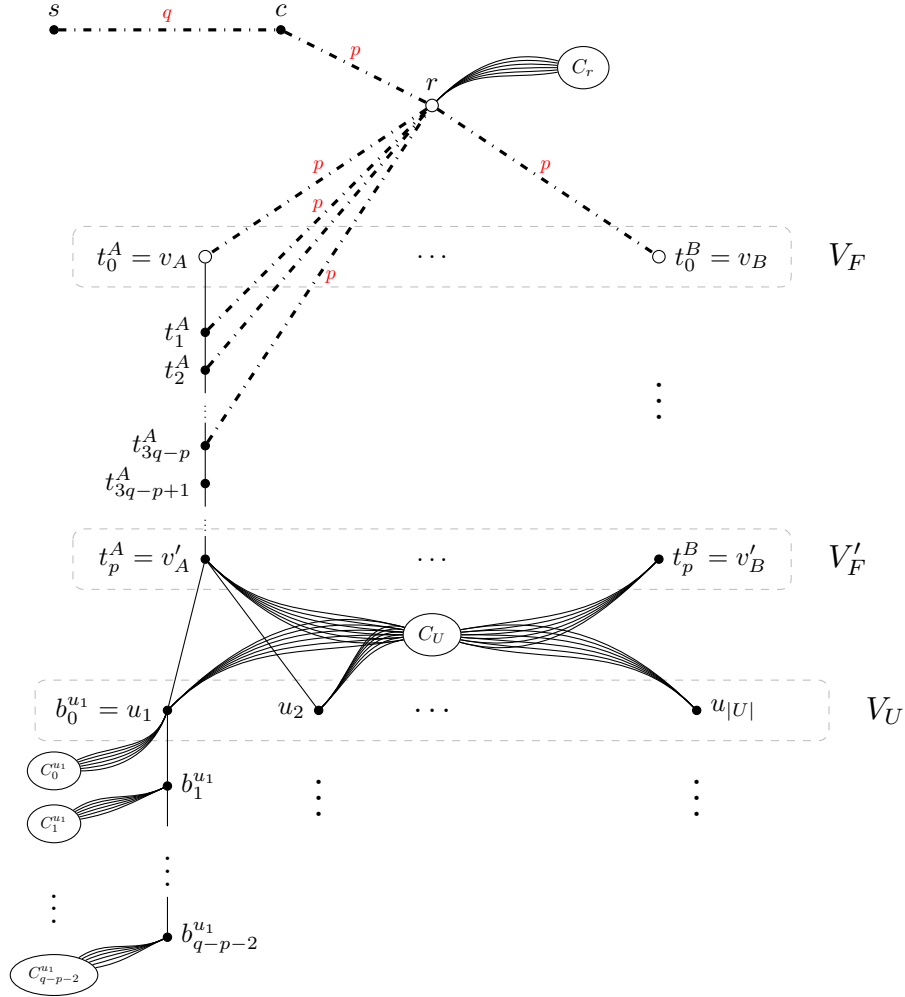 s q c
p
r C_r
p p
p
t_0^A = v_A ⋯ t_0^B = v_B V_F
p
t_1^A
t_2^A
⋮
t_{3q-p}^A
t_{3q-p+1}^A
t_p^A = v'_A ⋯ t_p^B = v'_B V'_F
C_U
b_0^{u_1} = u_1 u_2 ⋯ u_{|U|} V_U
C_0^{u_1}
b_1^{u_1} ⋮ ⋮
C_1^{u_1}
⋮
⋮
b_{q-p-2}^{u_1}
C_{q-p-2}^{u_1}